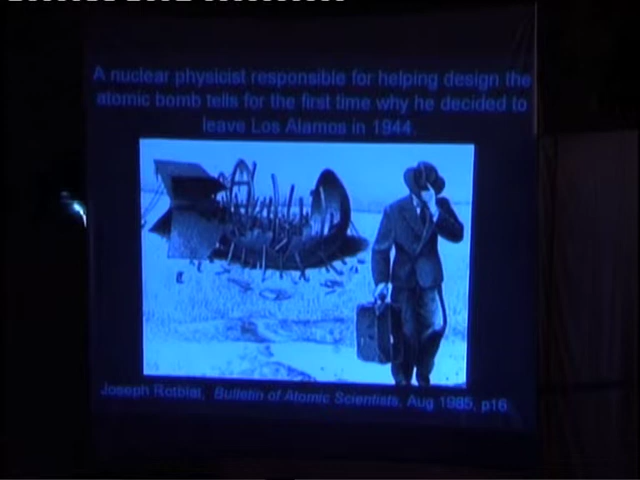 A nuclear physicist responsible for helping design the
atomic bomb tells for the first time why he decided to
leave Los Alamos in 1944.
Joseph Rotblat, Bulletin of Atomic Scientists, Aug 1985, p16